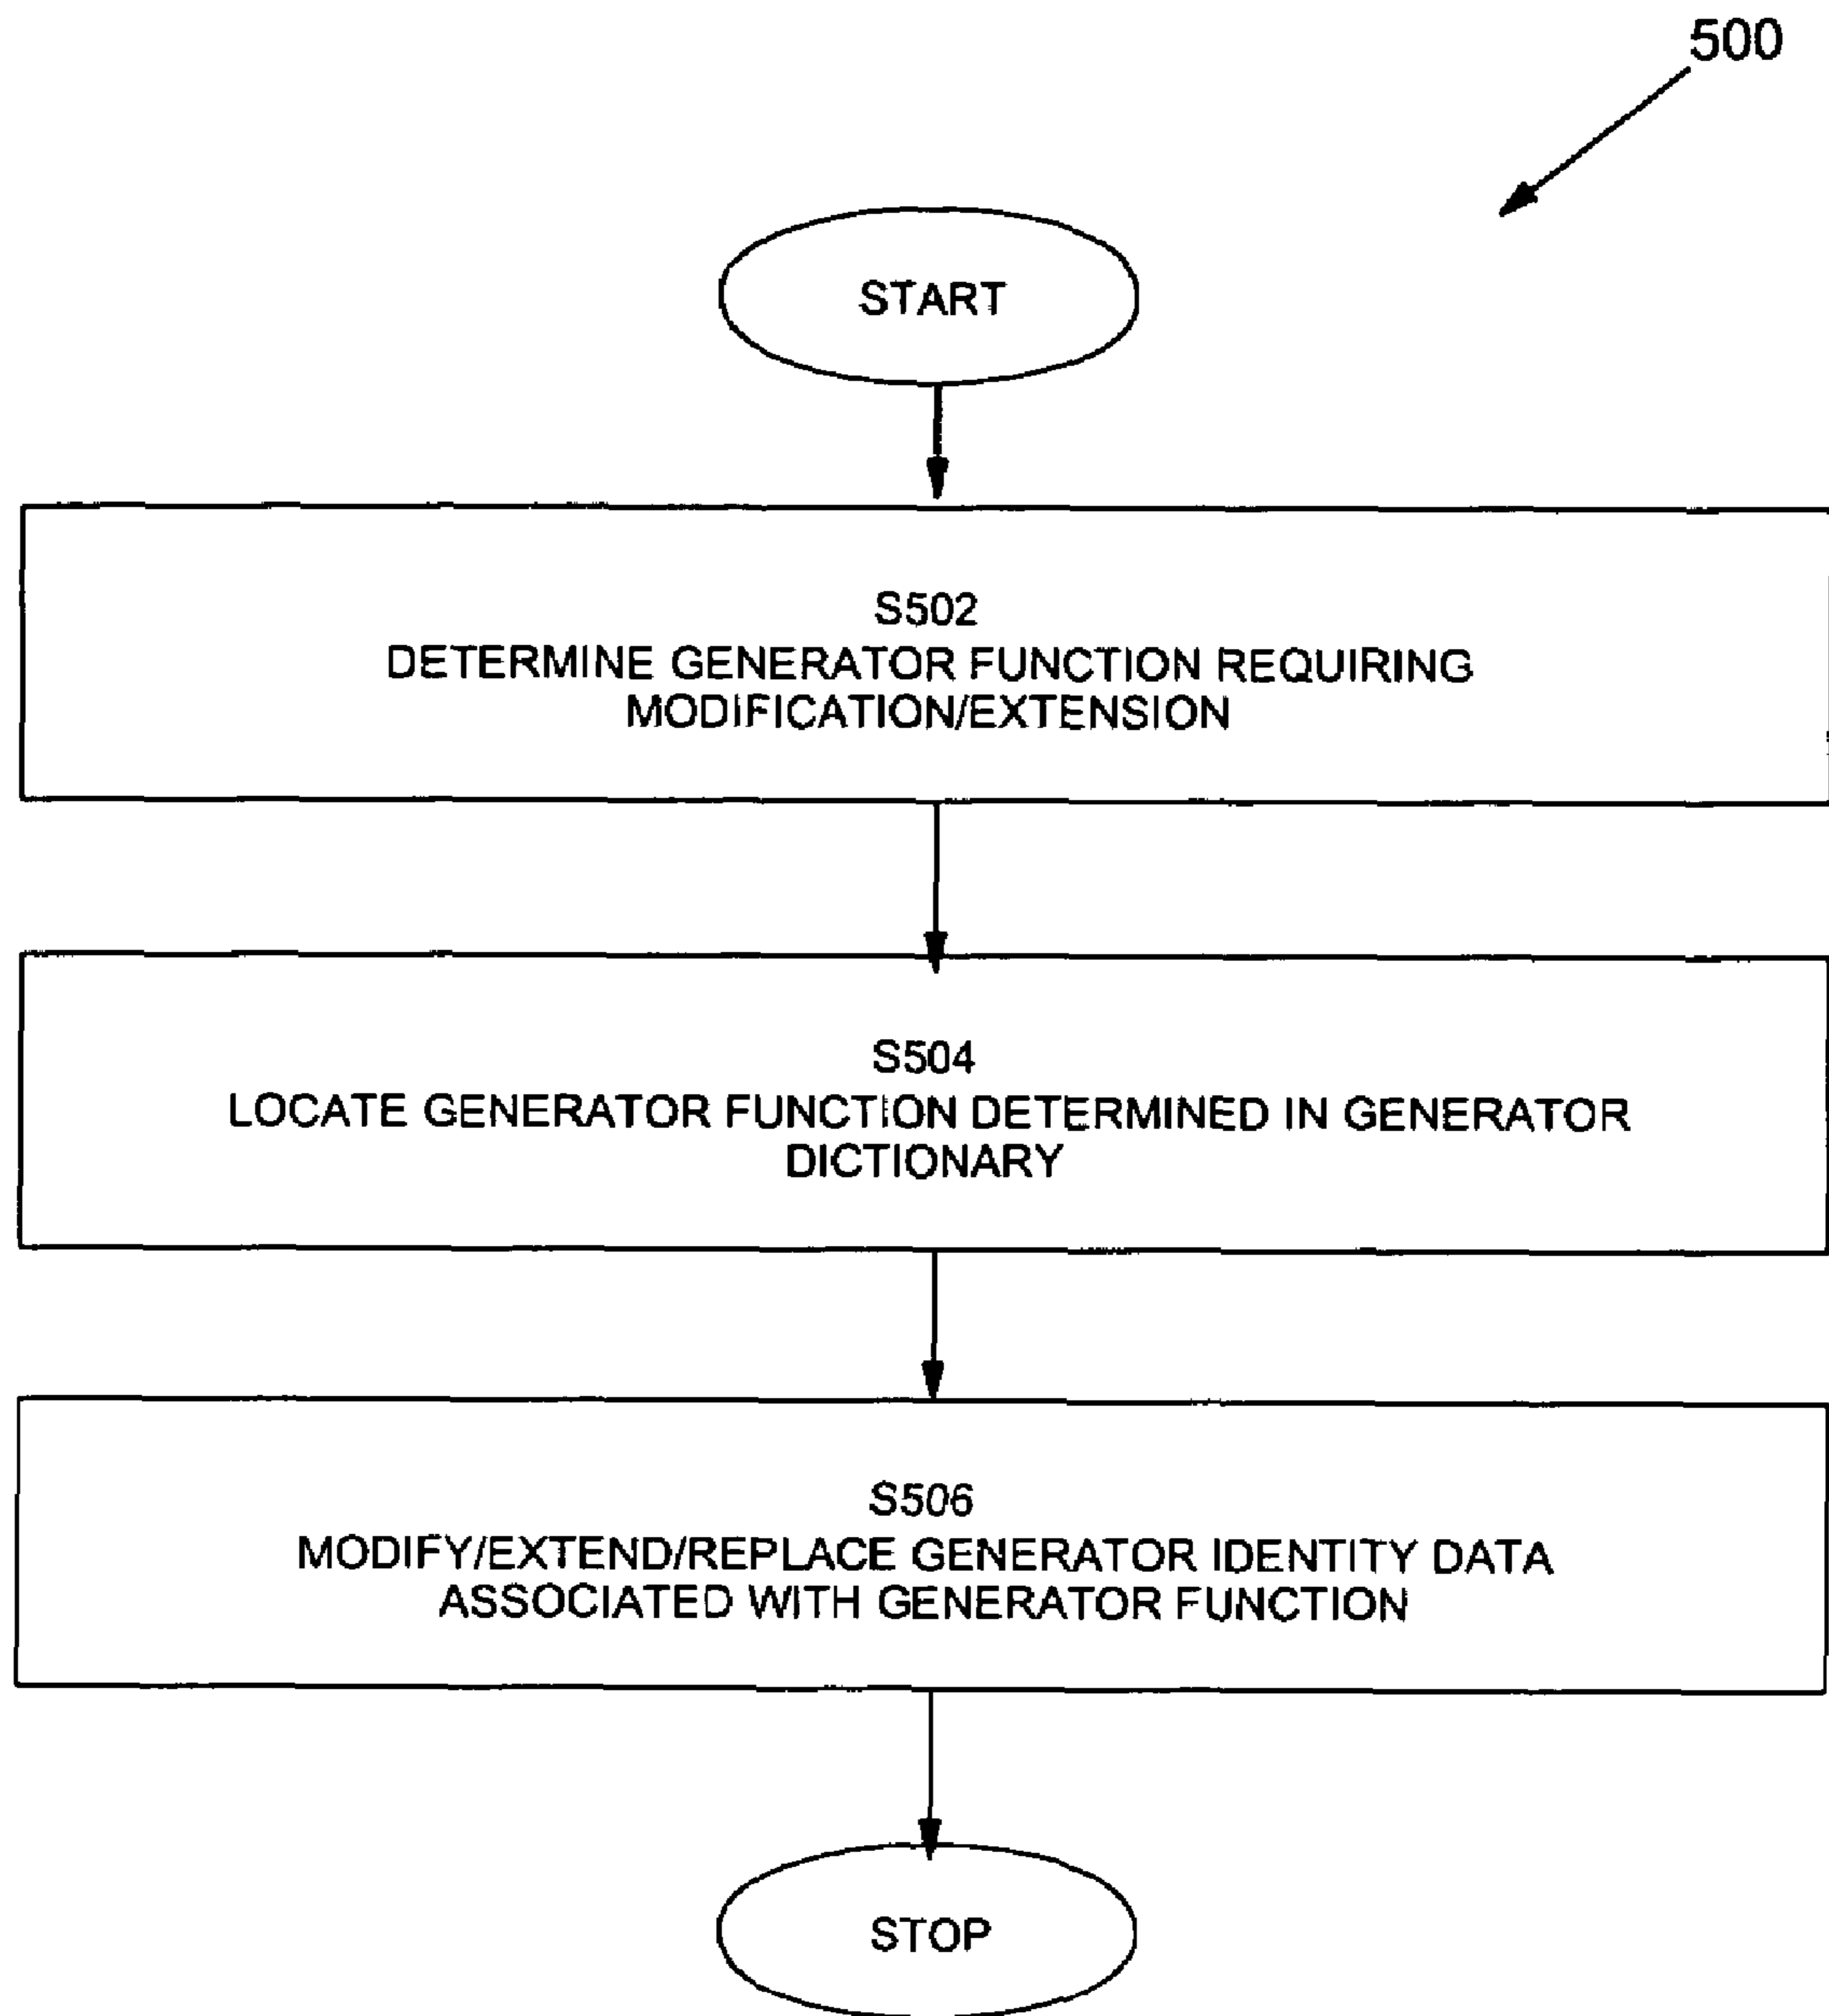 500
START
S502
DETERMINE GENERATOR FUNCTION REQUIRING
MODIFICATION/EXTENSION
S504
LOCATE GENERATOR FUNCTION DETERMINED IN GENERATOR
DICTIONARY
S506
MODIFY/EXTEND/REPLACE GENERATOR IDENTITY DATA
ASSOCIATED WITH GENERATOR FUNCTION
STOP